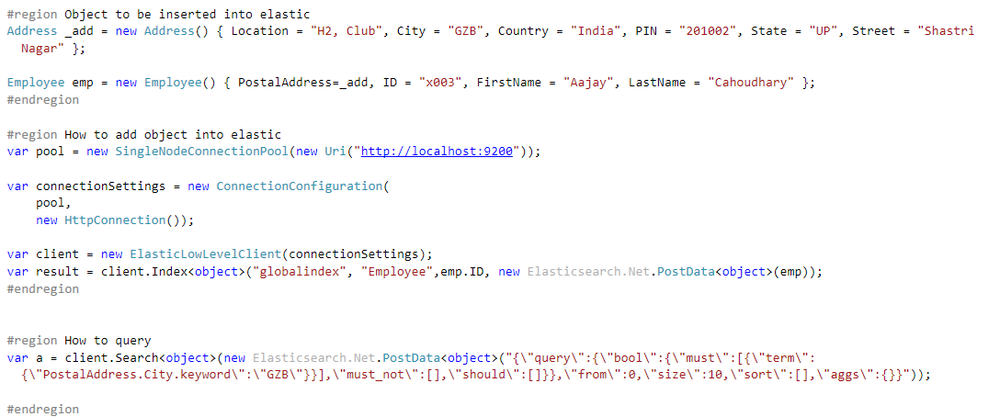 #region Object to be inserted into elastic
Address _add = new Address() { Location = "H2, Club", City = "GZB", Country = "India", PIN = "201002", State = "UP", Street = "Shastri
Nagar" };
Employee emp = new Employee() { PostalAddress=_add, ID = "x003", FirstName = "Aajay", LastName = "Cahoudhary" };
#endregion
#region How to add object into elastic
var pool = new SingleNodeConnectionPool(new Uri("http://localhost:9200"));
var connectionSettings = new ConnectionConfiguration(
pool,
new HttpConnection());
var client = new ElasticLowLevelClient(connectionSettings);
var result = client.Index<object>("globalindex", "Employee",emp.ID, new Elasticsearch.Net.PostData<object>(emp));
#endregion
#region How to query
var a = client.Search<object>(new Elasticsearch.Net.PostData<object>("{\"query\":{\"bool\":{\"must\":[{\"term\":
{\"PostalAddress.City.keyword\":\"GZB\"}}],\"must_not\":[],\"should\":[]}},\"from\":0,\"size\":10,\"sort\":[],\"aggs\":{}}"));
#endregion